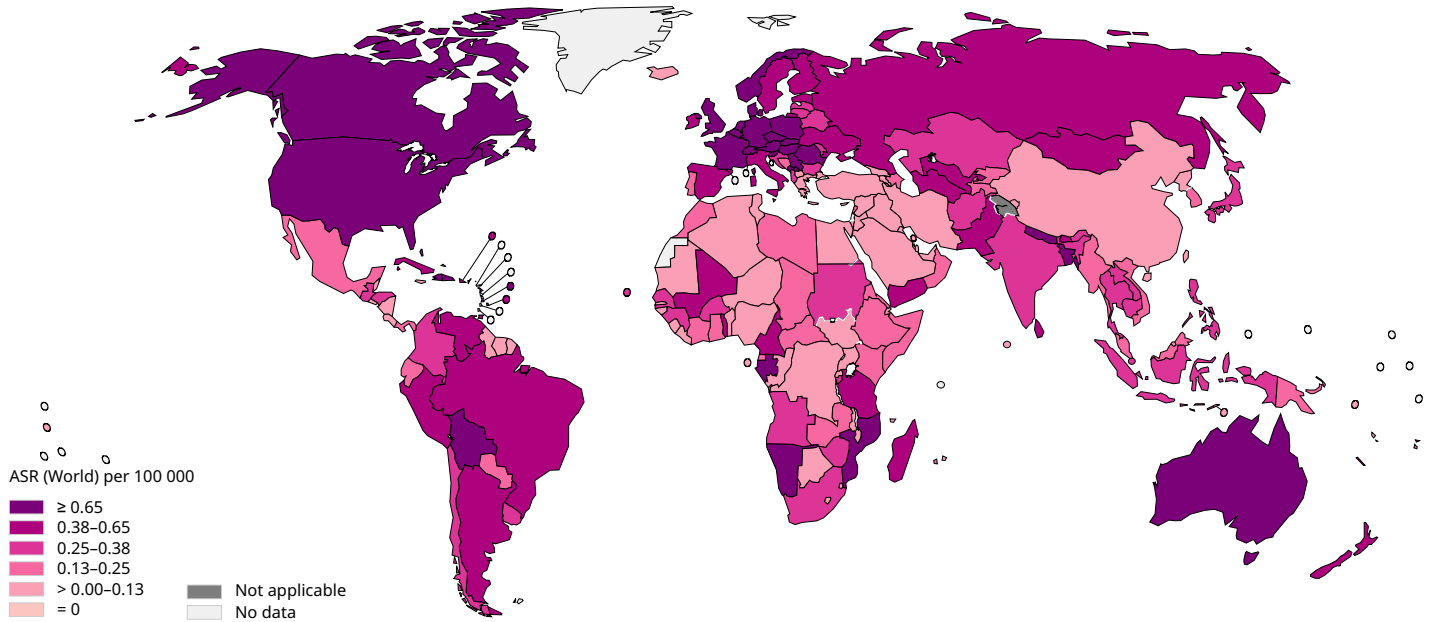 ASR (World) per 100 000
≥ 0.65
0.38–0.65
0.25–0.38
0.13–0.25
> 0.00–0.13
= 0
Not applicable
No data